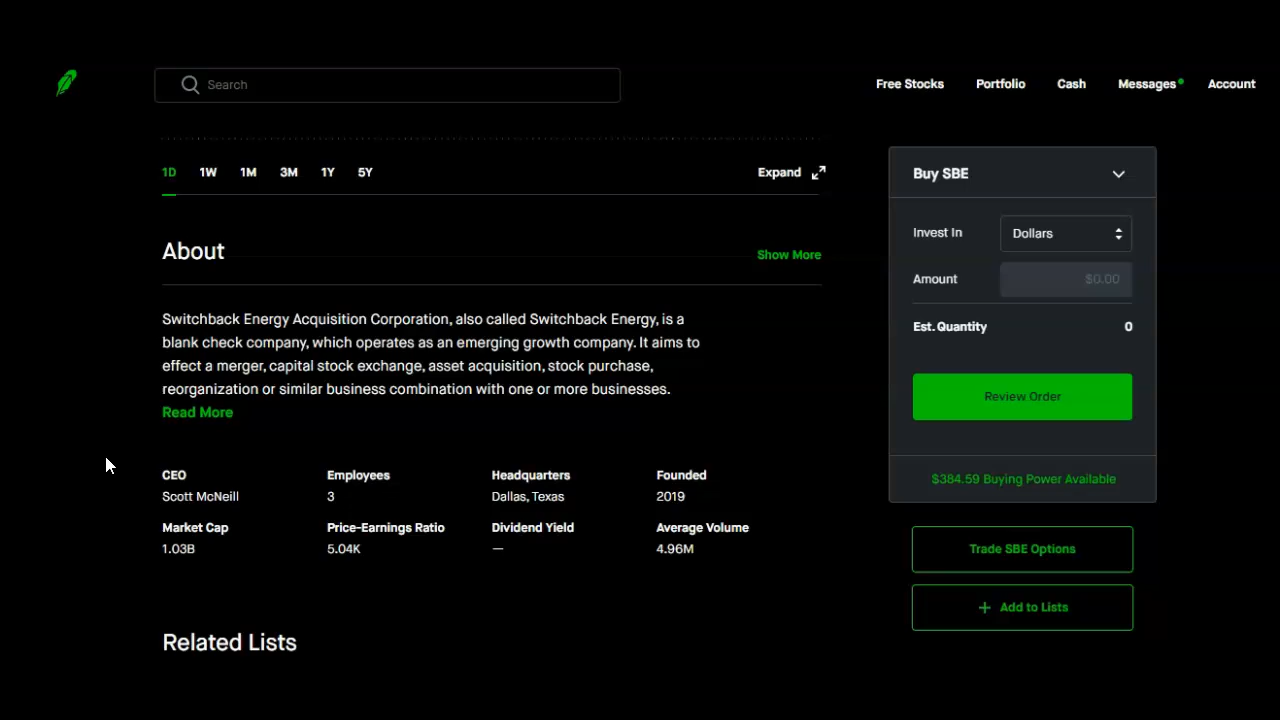 Search
Free Stocks Portfolio Cash Messages Account
1D 1W 1M 3M 1Y 5Y Expand
About Show More
Switchback Energy Acquisition Corporation, also called Switchback Energy, is a
blank check company, which operates as an emerging growth company. It aims to
effect a merger, capital stock exchange, asset acquisition, stock purchase,
reorganization or similar business combination with one or more businesses.
Read More
CEO Employees Headquarters Founded
Scott McNeill 3 Dallas, Texas 2019
Market Cap Price-Earnings Ratio Dividend Yield Average Volume
1.03B 5.04K — 4.96M
Related Lists
Buy SBE
Invest In Dollars
Amount $0.00
Est. Quantity 0
Review Order
$384.59 Buying Power Available
Trade SBE Options
+ Add to Lists